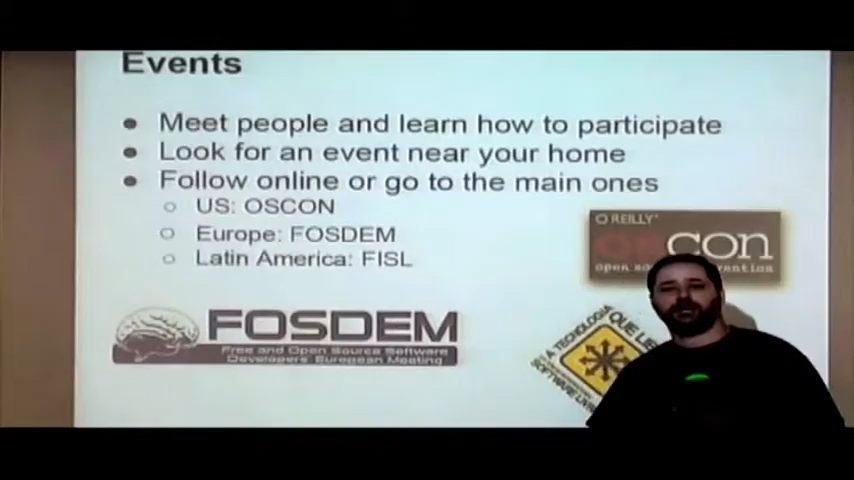 Events
Meet people and learn how to participate
Look for an event near your home
Follow online or go to the main ones
US: OSCON
Europe: FOSDEM
Latin America: FISL
O'REILLY
con
open
FOSDEM
Free and Open Source Software
Developers' European Meeting
A TECNOLOGIA
QUE
SOFTWARE